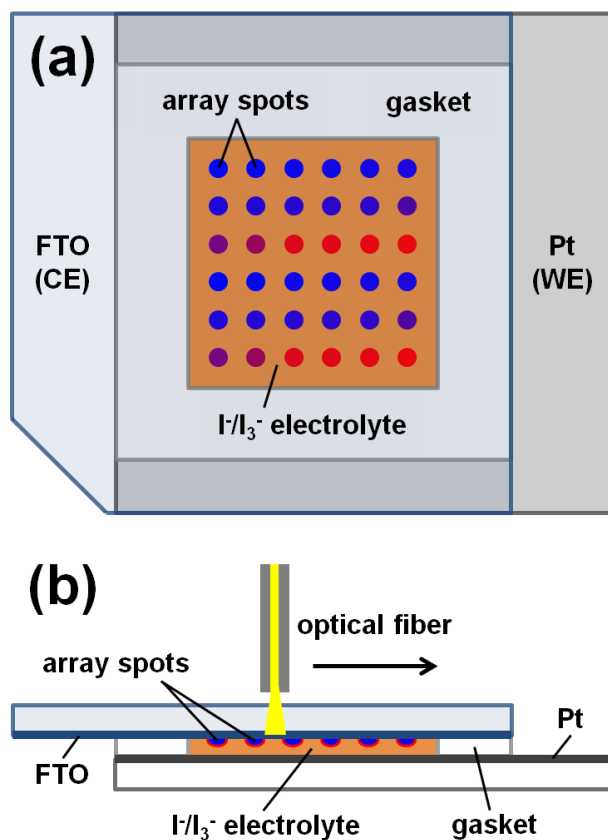 (a)
array spots
gasket
FTO
(CE)
Pt
(WE)
I⁻/I₃⁻ electrolyte
(b)
optical fiber
array spots
Pt
FTO
I⁻/I₃⁻ electrolyte
gasket